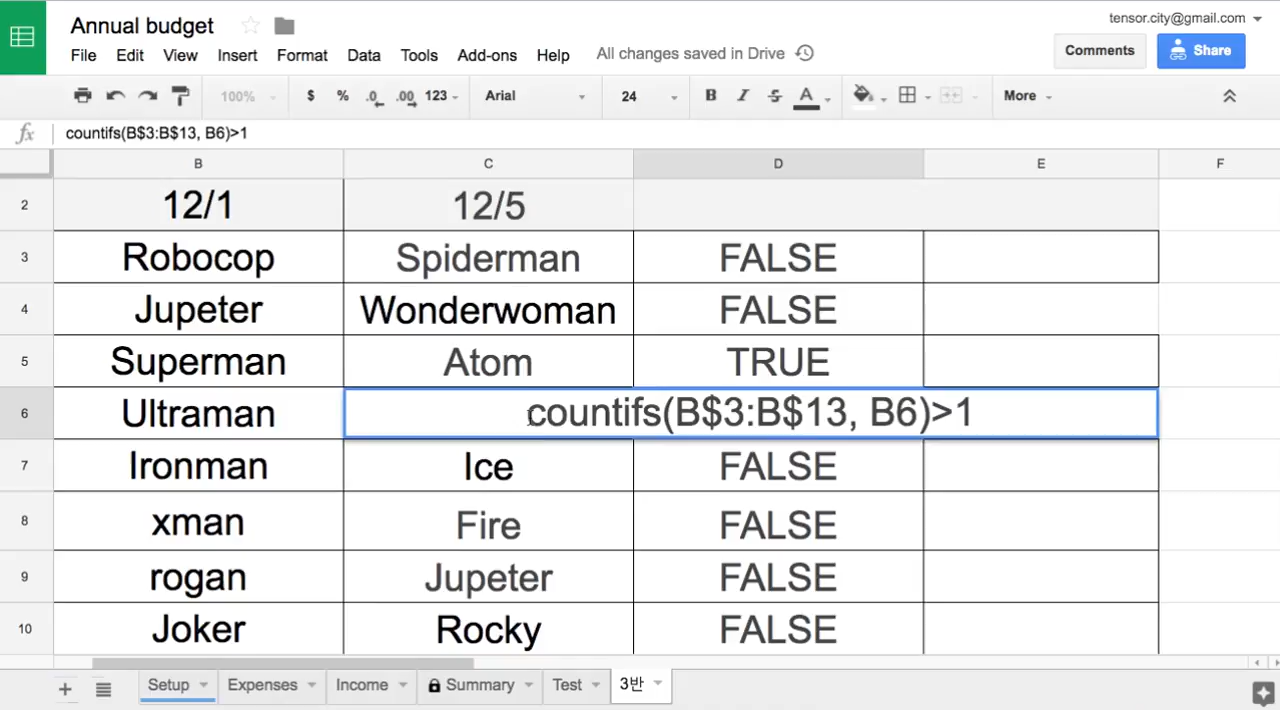 Annual budget
tensor.city@gmail.com
File Edit View Insert Format Data Tools Add-ons Help All changes saved in Drive
Comments Share
100% $ % .0 .00 123 Arial 24 B I S A More
fx countifs(B$3:B$13, B6)>1
B C D E F
2 12/1 12/5
3 Robocop Spiderman FALSE
4 Jupeter Wonderwoman FALSE
5 Superman Atom TRUE
6 Ultraman countifs(B$3:B$13, B6)>1
7 Ironman Ice FALSE
8 xman Fire FALSE
9 rogan Jupeter FALSE
10 Joker Rocky FALSE
Setup Expenses Income Summary Test 3반